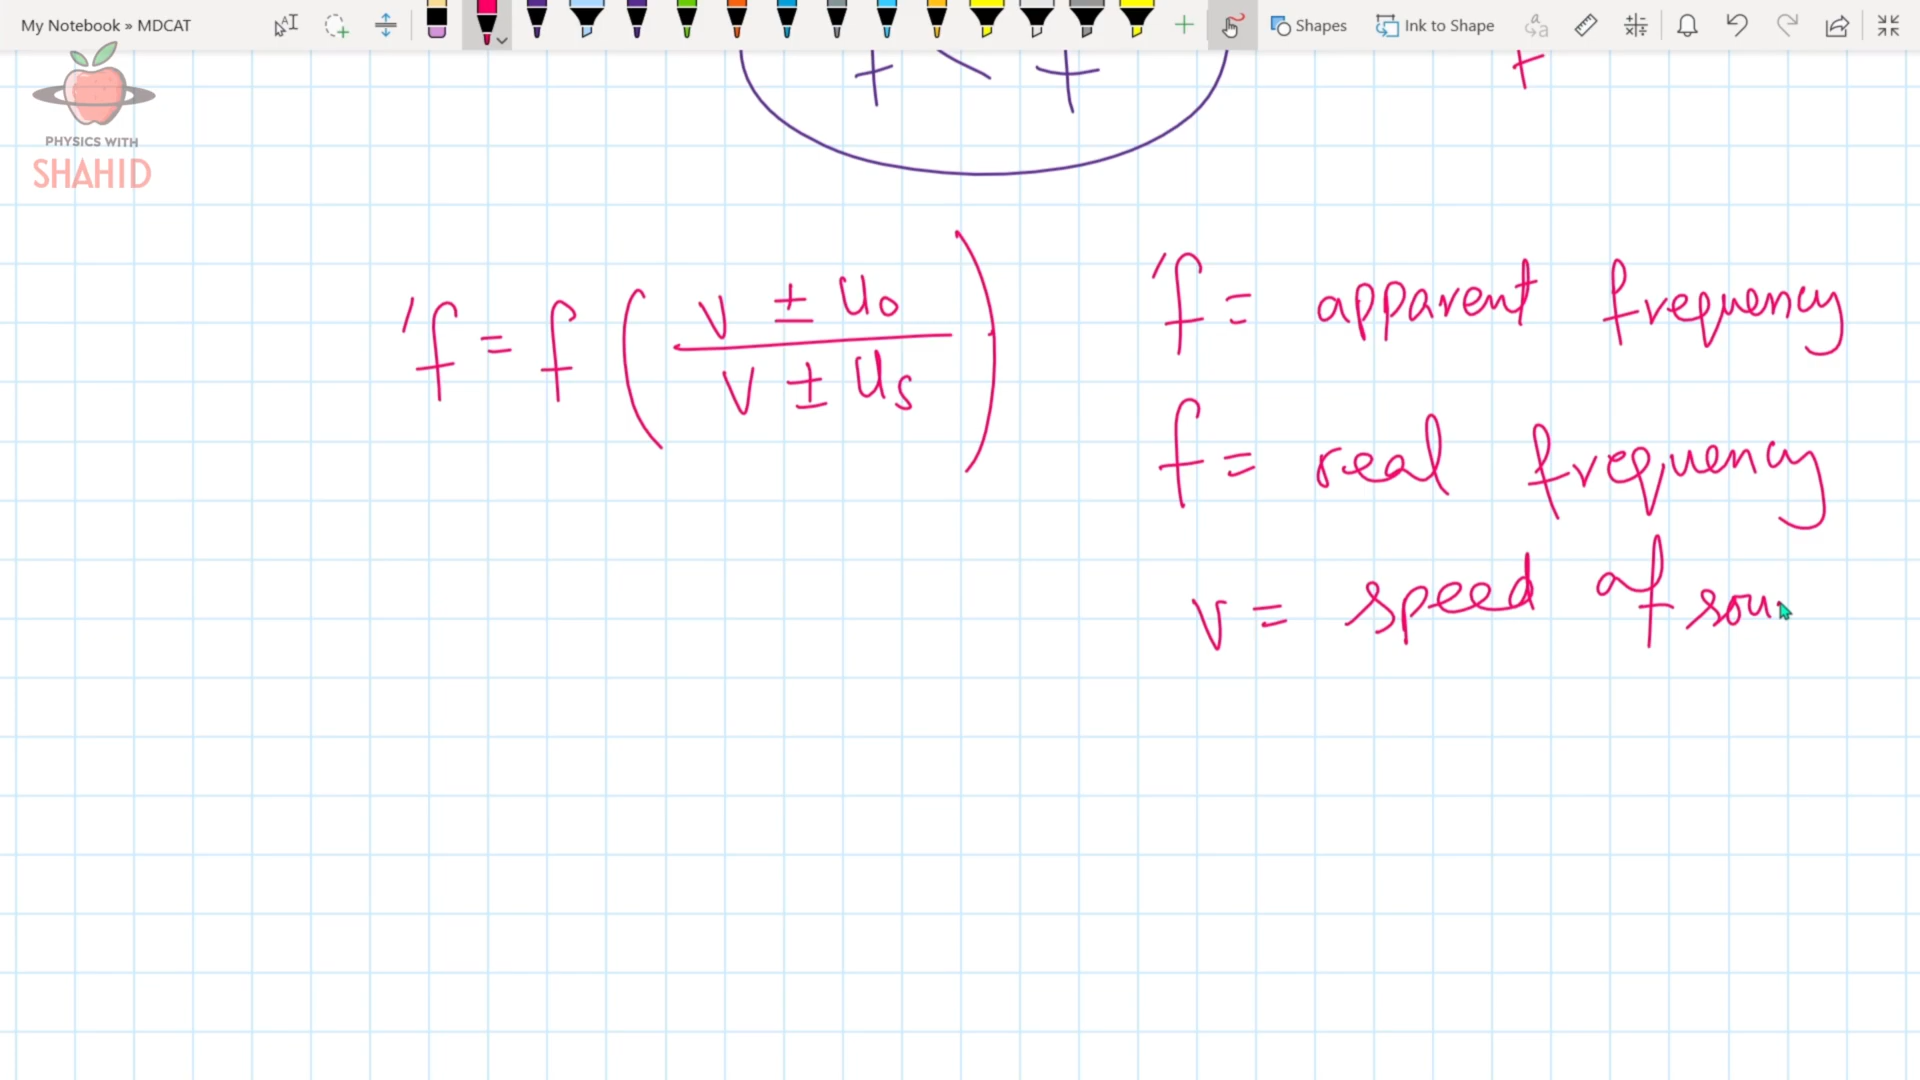 My Notebook » MDCAT
Shapes
Ink to Shape
PHYSICS WITH
SHAHID
'f = f ( v ± u₀ / v ± uₛ )
'f = apparent frequency
f = real frequency
v = speed of sou